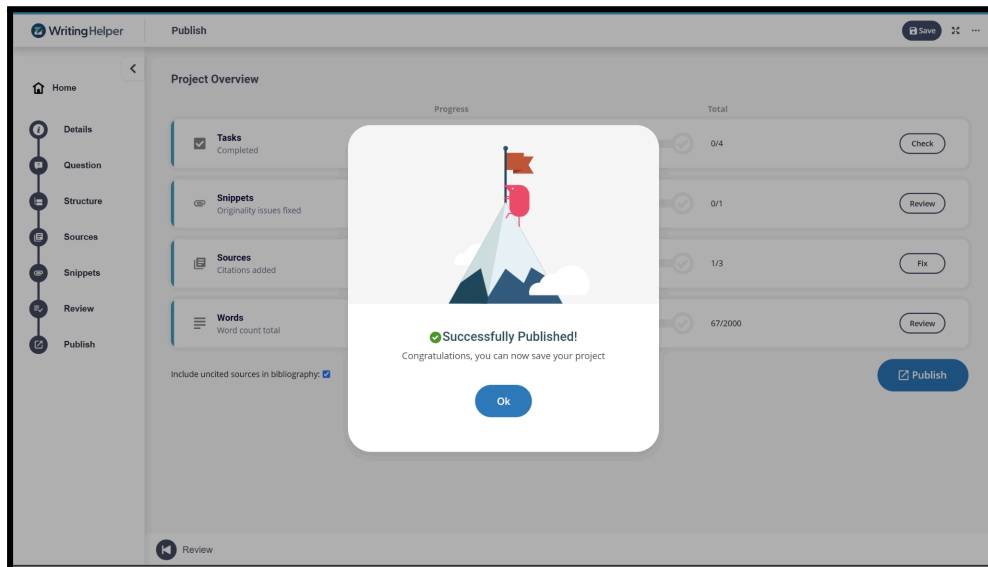 WritingHelper
Publish
Save
Home
Details
Question
Structure
Sources
Snippets
Review
Publish
Project Overview
Progress
Total
Tasks
Completed
0/4
Check
Snippets
Originality issues fixed
0/1
Review
Sources
Citations added
1/3
Fix
Words
Word count total
67/2000
Review
Include uncited sources in bibliography:
Publish
Successfully Published!
Congratulations, you can now save your project
Ok
Review